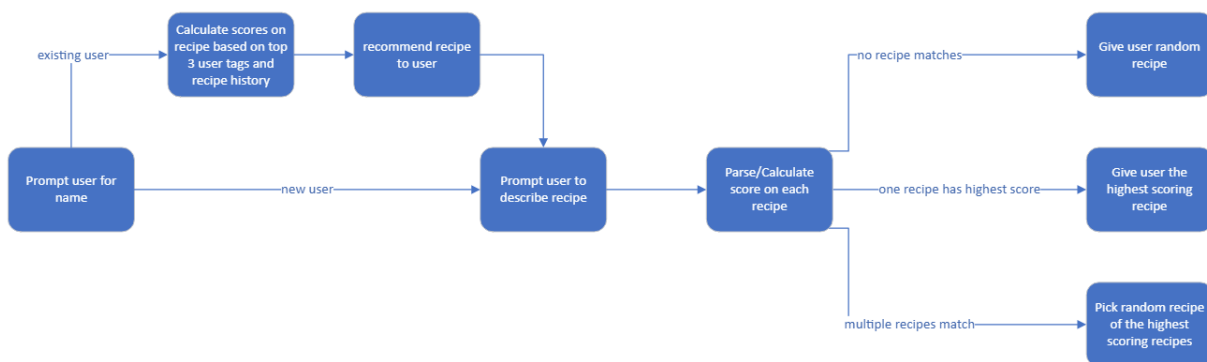 existing user
Calculate scores on
recipe based on top
3 user tags and
recipe history
recommend recipe
to user
no recipe matches
Give user random
recipe
Prompt user for
name
new user
Prompt user to
describe recipe
Parse/Calculate
score on each
recipe
one recipe has highest score
Give user the
highest scoring
recipe
multiple recipes match
Pick random recipe
of the highest
scoring recipes